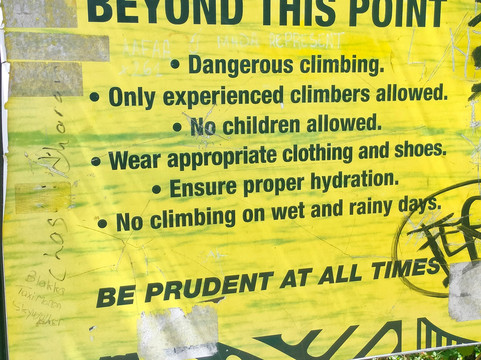 BEYOND THIS POINT
• Dangerous climbing.
• Only experienced climbers allowed.
• No children allowed.
• Wear appropriate clothing and shoes.
• Ensure proper hydration.
• No climbing on wet and rainy days.
BE PRUDENT AT ALL TIMES